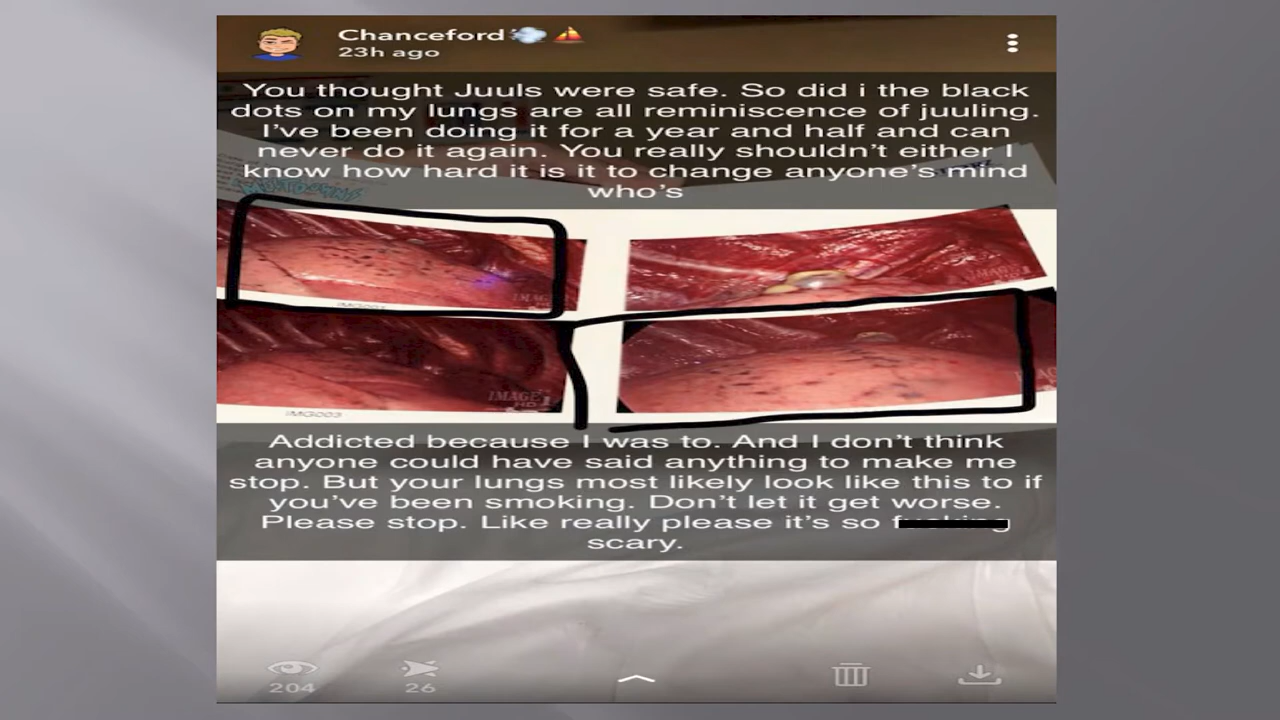 Chanceford
23h ago
You thought Juuls were safe. So did i the black
dots on my lungs are all reminiscence of juuling.
I've been doing it for a year and half and can
never do it again. You really shouldn't either I
know how hard it is it to change anyone's mind
who's
IMAGE1
IMG003
IMAGE1
HD
Addicted because I was to. And I don't think
anyone could have said anything to make me
stop. But your lungs most likely look like this to if
you've been smoking. Don't let it get worse.
Please stop. Like really please it's so
scary.
204
26